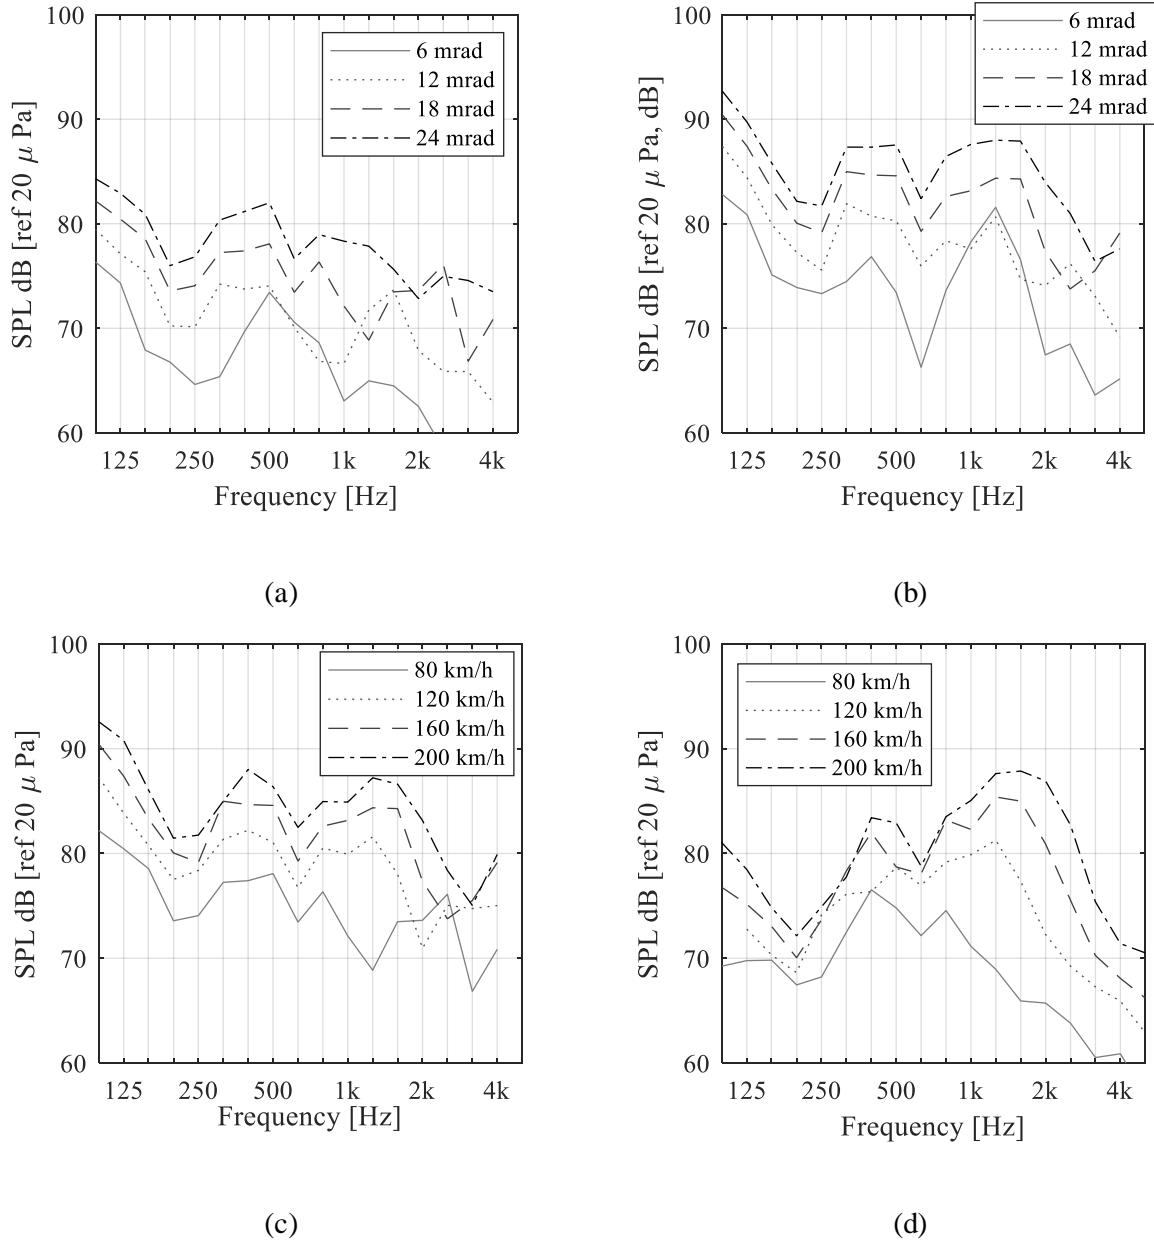 100
90
80
70
60
SPL dB [ref 20 μ Pa]
6 mrad
12 mrad
18 mrad
24 mrad
125 250 500 1k 2k 4k
Frequency [Hz]
(a)
100
90
80
70
60
SPL dB [ref 20 μ Pa, dB]
6 mrad
12 mrad
18 mrad
24 mrad
125 250 500 1k 2k 4k
Frequency [Hz]
(b)
100
90
80
70
60
SPL dB [ref 20 μ Pa]
80 km/h
120 km/h
160 km/h
200 km/h
125 250 500 1k 2k 4k
Frequency [Hz]
(c)
100
90
80
70
60
SPL dB [ref 20 μ Pa]
80 km/h
120 km/h
160 km/h
200 km/h
125 250 500 1k 2k 4k
Frequency [Hz]
(d)